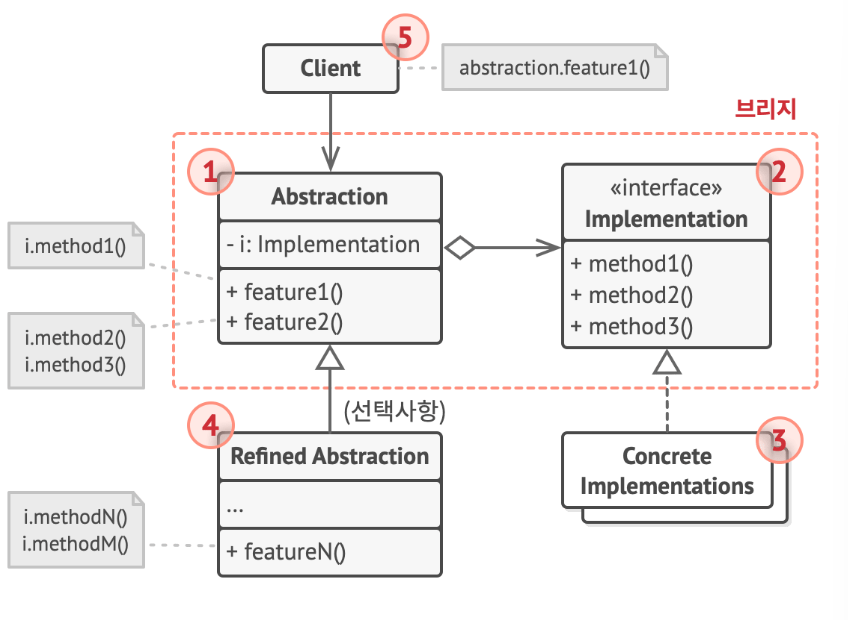 5
Client
abstraction.feature1()
브리지
1
Abstraction
- i: Implementation
+ feature1()
+ feature2()
i.method1()
i.method2()
i.method3()
2
«interface»
Implementation
+ method1()
+ method2()
+ method3()
(선택사항)
4
Refined Abstraction
...
+ featureN()
i.methodN()
i.methodM()
3
Concrete
Implementations